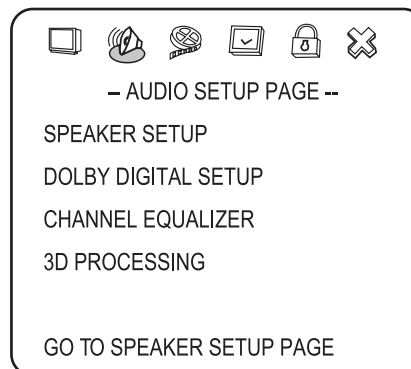 – AUDIO SETUP PAGE --
SPEAKER SETUP
DOLBY DIGITAL SETUP
CHANNEL EQUALIZER
3D PROCESSING
GO TO SPEAKER SETUP PAGE